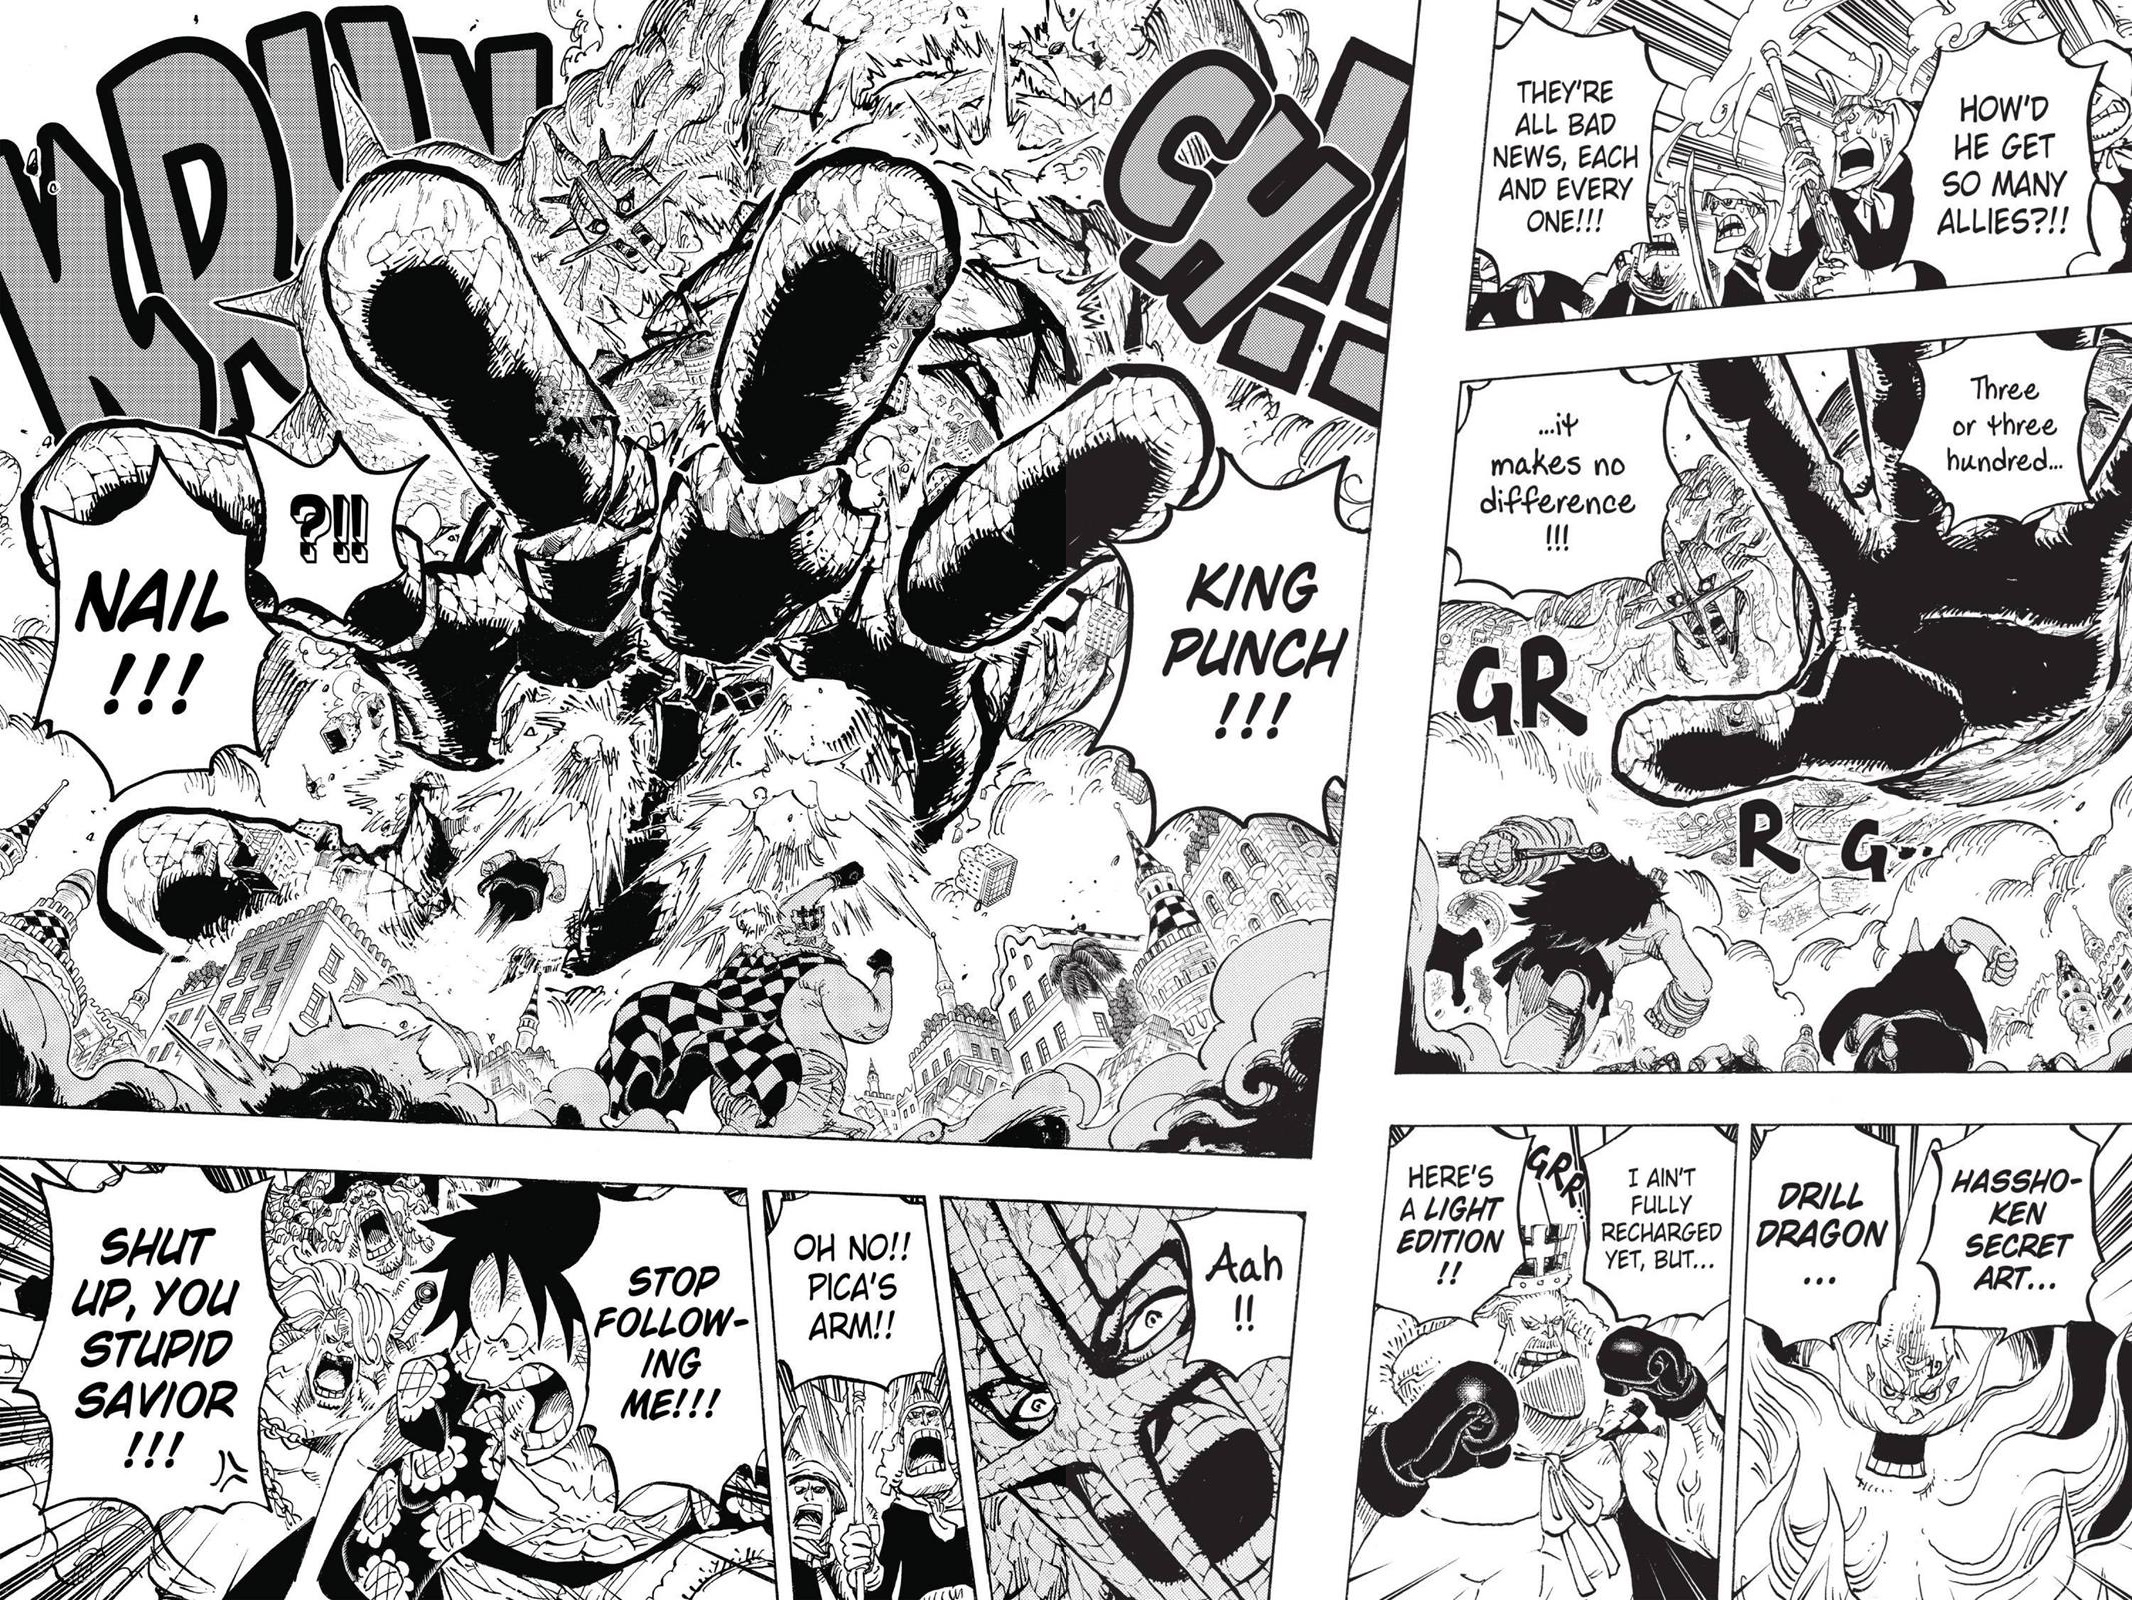 HOW'D
HE GET
SO MANY
ALLIES?!!
THEY'RE
ALL BAD
NEWS, EACH
AND EVERY
ONE!!!
Three
or three
hundred...
...it
makes no
difference
!!!
GR
R
G..
HASSHO-
KEN
SECRET
ART...
DRILL
DRAGON
...
I AIN'T
FULLY
RECHARGED
YET, BUT...
GRR
HERE'S
A LIGHT
EDITION
!!
KRUN
CH!!
KING
PUNCH
!!!
?!!
NAIL
!!!
Aah
!!
OH NO!!
PICA'S
ARM!!
STOP
FOLLOW-
ING
ME!!!
SHUT
UP, YOU
STUPID
SAVIOR
!!!